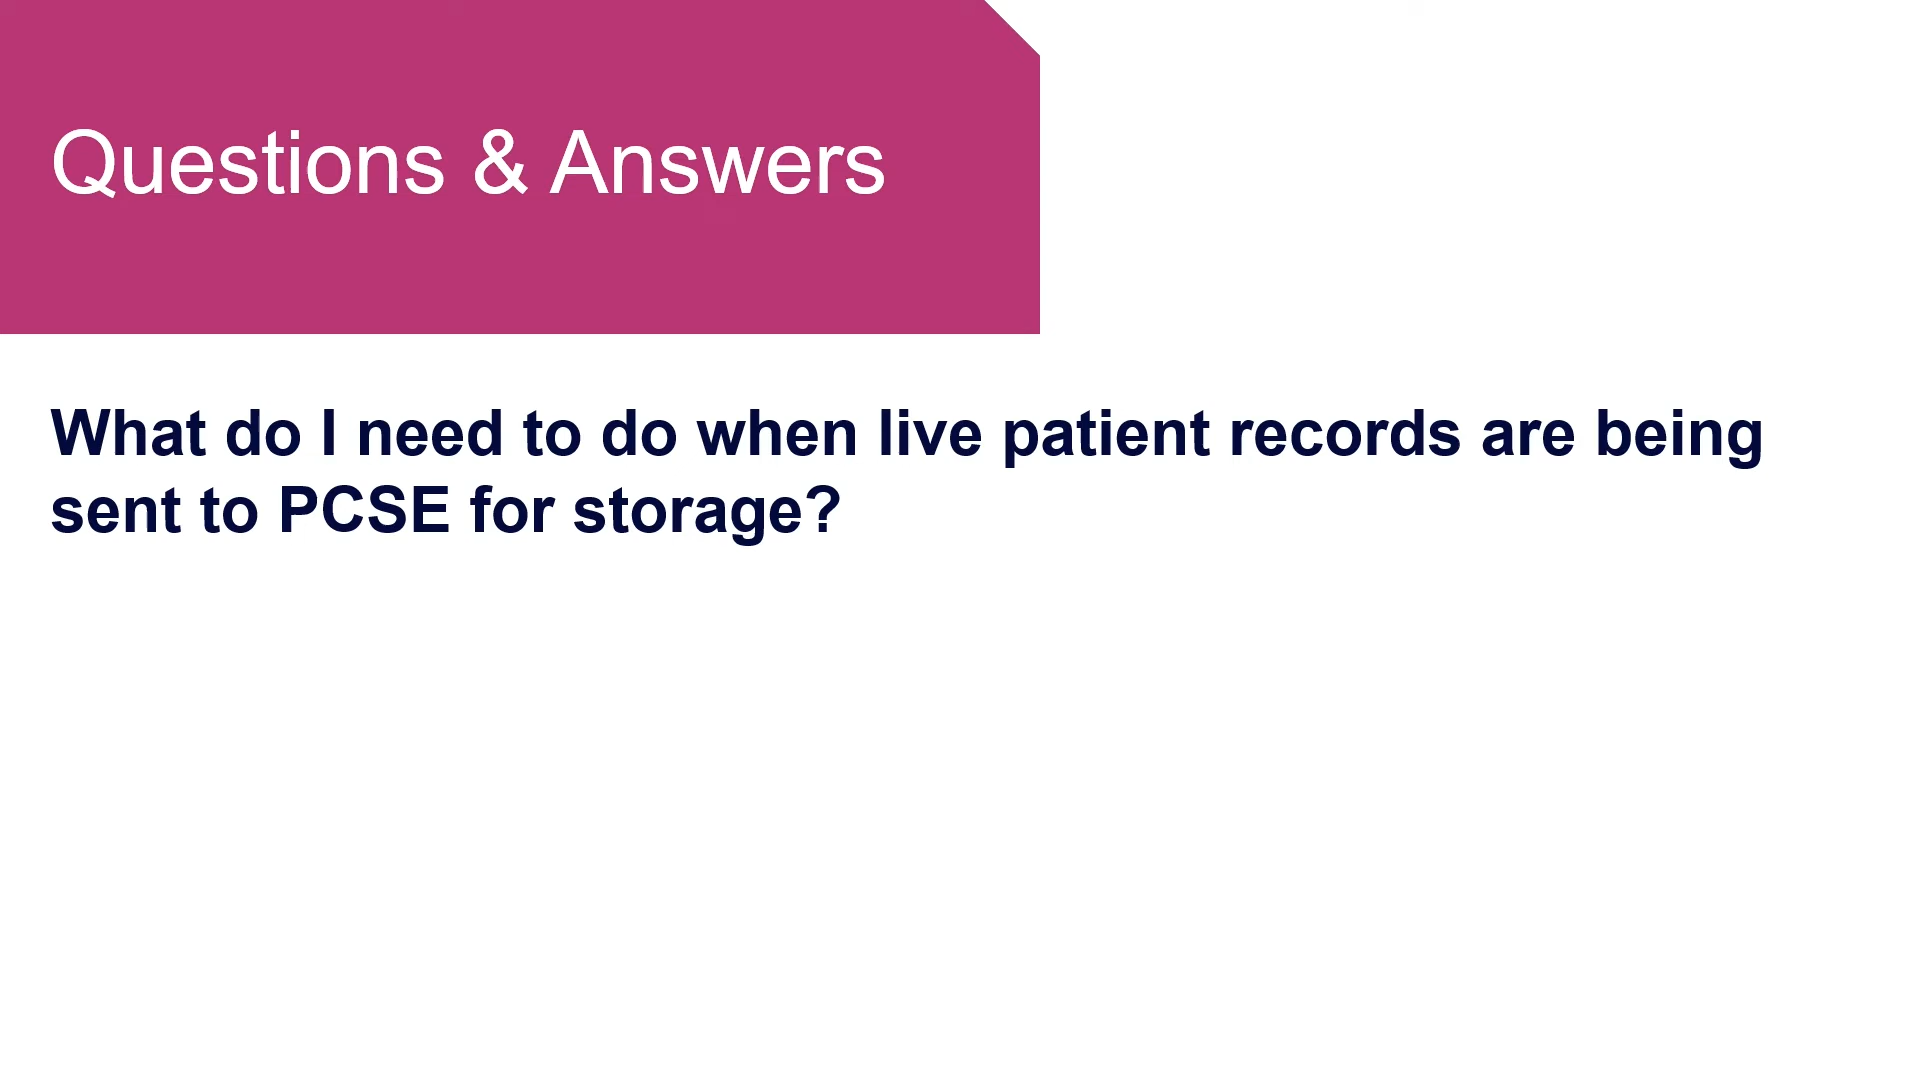 Questions & Answers
What do I need to do when live patient records are being
sent to PCSE for storage?